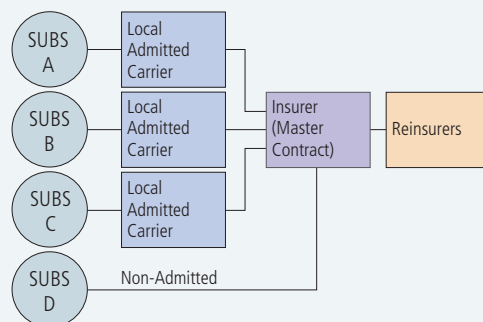 SUBS
A
Local
Admitted
Carrier
SUBS
B
Local
Admitted
Carrier
Insurer
(Master
Contract)
Reinsurers
SUBS
C
Local
Admitted
Carrier
SUBS
D
Non-Admitted